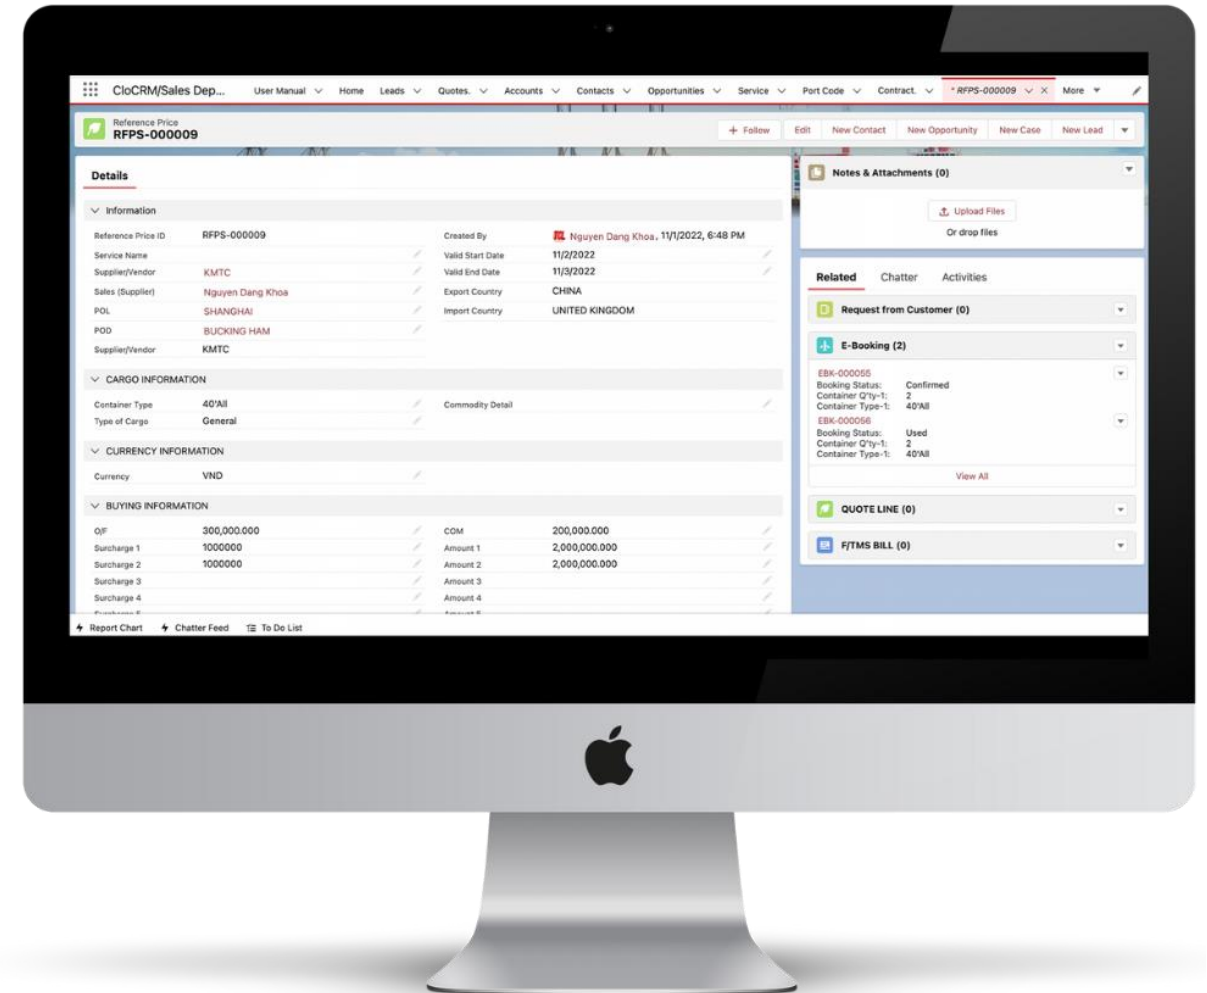 CloCRM/Sales Dep... User Manual Home Leads Quotes. Accounts Contacts Opportunities Service Port Code Contract. * RFPS-000009 More
Reference Price
RFPS-000009
+ Follow Edit New Contact New Opportunity New Case New Lead
Details
Information
Reference Price ID RFPS-000009 Created By Nguyen Dang Khoa, 11/1/2022, 6:48 PM
Service Name Valid Start Date 11/2/2022
Supplier/Vendor KMTC Valid End Date 11/3/2022
Sales (Supplier) Nguyen Dang Khoa Export Country CHINA
POL SHANGHAI Import Country UNITED KINGDOM
POD BUCKING HAM
Supplier/Vendor KMTC
CARGO INFORMATION
Container Type 40'All Commodity Detail
Type of Cargo General
CURRENCY INFORMATION
Currency VND
BUYING INFORMATION
O/F 300,000.000 COM 200,000.000
Surcharge 1 1000000 Amount 1 2,000,000.000
Surcharge 2 1000000 Amount 2 2,000,000.000
Surcharge 3 Amount 3
Surcharge 4 Amount 4
Notes & Attachments (0)
Upload Files
Or drop files
Related Chatter Activities
Request from Customer (0)
E-Booking (2)
EBK-000055
Booking Status: Confirmed
Container Q'ty-1: 2
Container Type-1: 40'All
EBK-000056
Booking Status: Used
Container Q'ty-1: 2
Container Type-1: 40'All
View All
QUOTE LINE (0)
F/TMS BILL (0)
Report Chart Chatter Feed To Do List